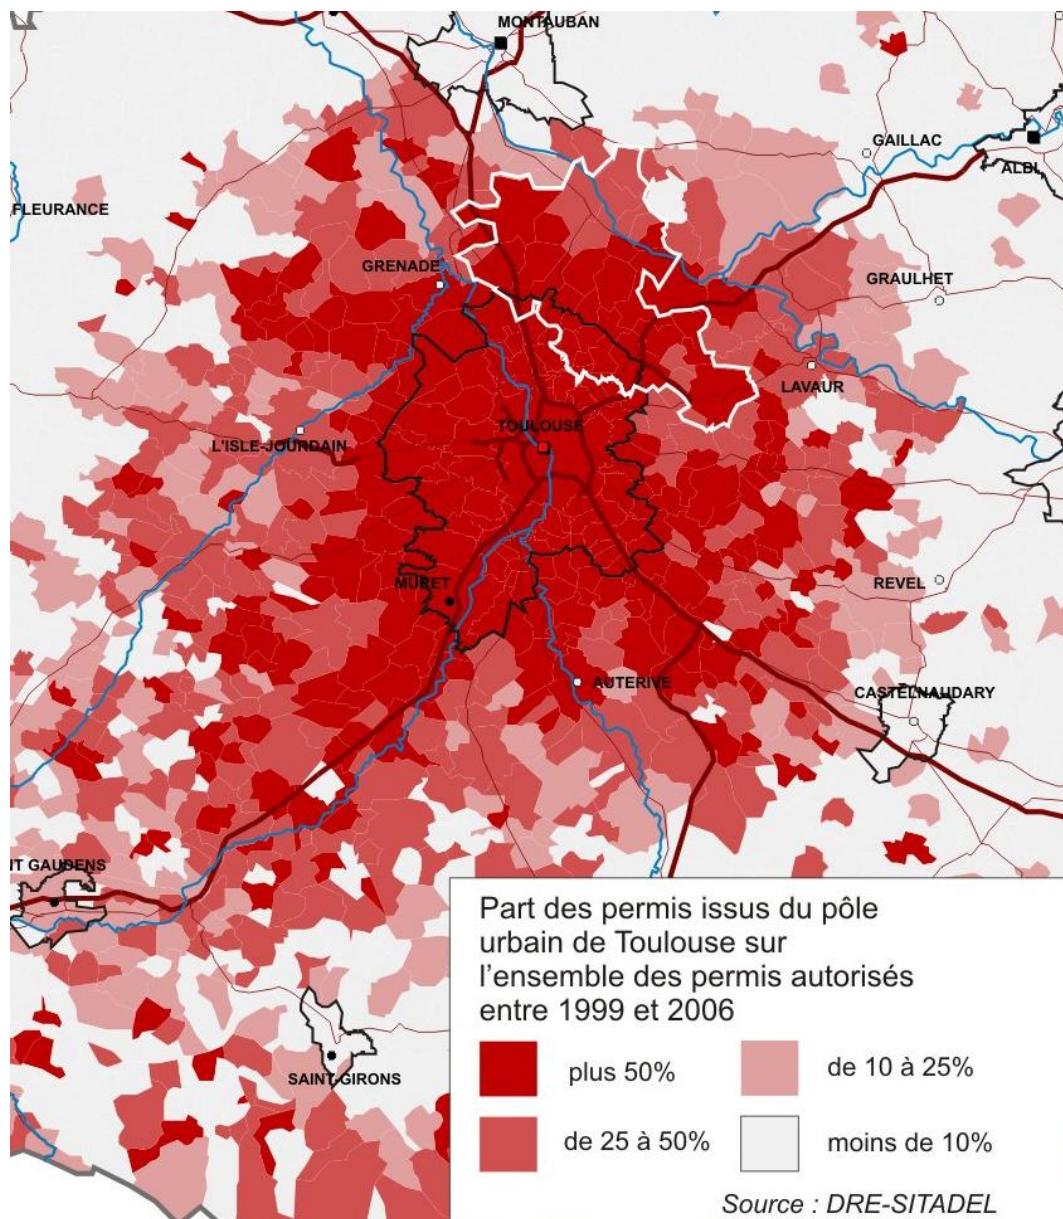 MONTAUBAN
GAILLAC
ALBI
FLEURANCE
GRENADE
GRAULHET
LAVAUR
TOULOUSE
L'ISLE-JOURDAIN
MURET
REVEL
AUTERIVE
CASTELNAUDARY
NT GAUDENS
SAINT-GIRONS
Part des permis issus du pôle
urbain de Toulouse sur
l'ensemble des permis autorisés
entre 1999 et 2006
plus 50%
de 10 à 25%
de 25 à 50%
moins de 10%
Source : DRE-SITADEL